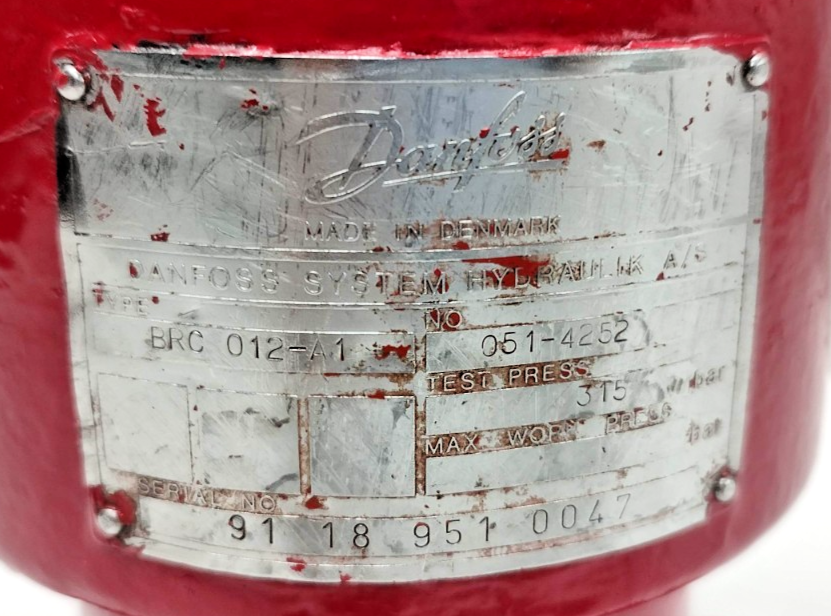 Danfoss
MADE IN DENMARK
DANFOSS SYSTEM HYDRAULIK A/S
TYPE
BRC 012-A1
NO
051-4252
TEST PRESS
315 bar
MAX WORK PRESS
bar
SERIAL NO
91 18 951 0047